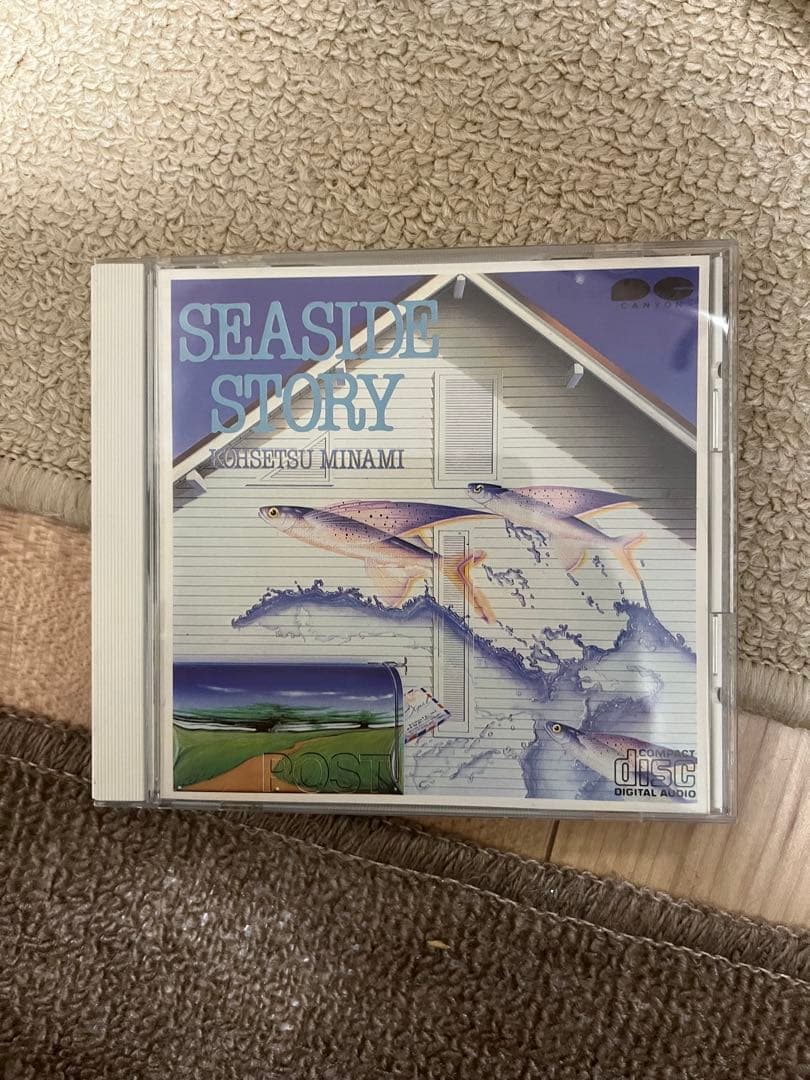 SEASIDE
STORY
KOHSETSU MINAMI
CANYON
POST
COMPACT
disc
DIGITAL AUDIO